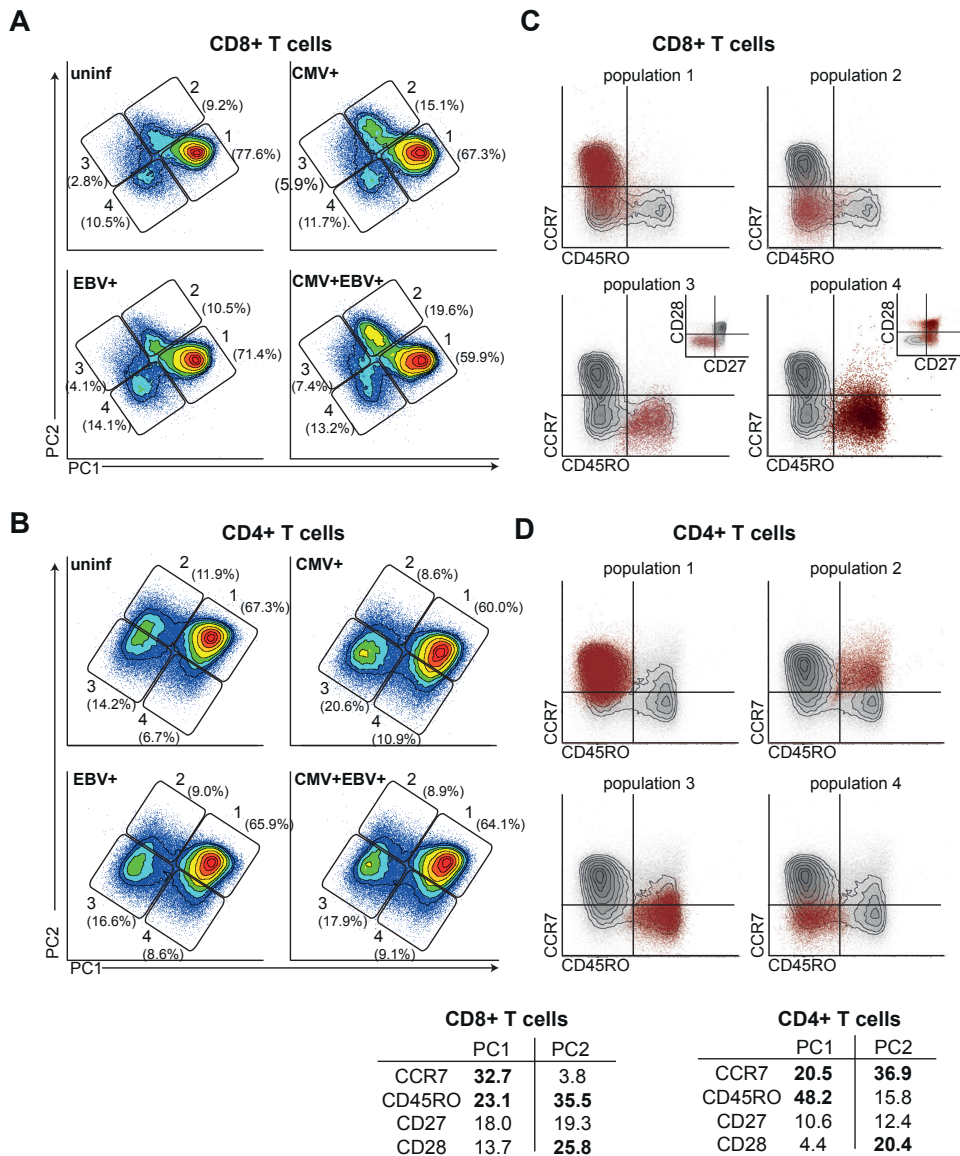 A
CD8+ T cells
uninf
2
(9.2%)
1
(77.6%)
3
(2.8%)
4
(10.5%)
CMV+
2
(15.1%)
1
(67.3%)
3
(5.9%)
4
(11.7%).
EBV+
2
(10.5%)
1
(71.4%)
3
(4.1%)
4
(14.1%)
CMV+EBV+
2
(19.6%)
1
(59.9%)
3
(7.4%)
4
(13.2%)
PC2
PC1
B
CD4+ T cells
uninf
2
(11.9%)
1
(67.3%)
3
(14.2%)
4
(6.7%)
CMV+
2
(8.6%)
1
(60.0%)
3
(20.6%)
4
(10.9%)
EBV+
2
(9.0%)
1
(65.9%)
3
(16.6%)
4
(8.6%)
CMV+EBV+
2
(8.9%)
1
(64.1%)
3
(17.9%)
4
(9.1%)
PC2
PC1
C
CD8+ T cells
population 1
CCR7
CD45RO
population 2
CCR7
CD45RO
population 3
CD28
CD27
CCR7
CD45RO
population 4
CD28
CD27
CCR7
CD45RO
D
CD4+ T cells
population 1
CCR7
CD45RO
population 2
CCR7
CD45RO
population 3
CCR7
CD45RO
population 4
CCR7
CD45RO
CD8+ T cells
PC1 PC2
CCR7 32.7 3.8
CD45RO 23.1 35.5
CD27 18.0 19.3
CD28 13.7 25.8
CD4+ T cells
PC1 PC2
CCR7 20.5 36.9
CD45RO 48.2 15.8
CD27 10.6 12.4
CD28 4.4 20.4